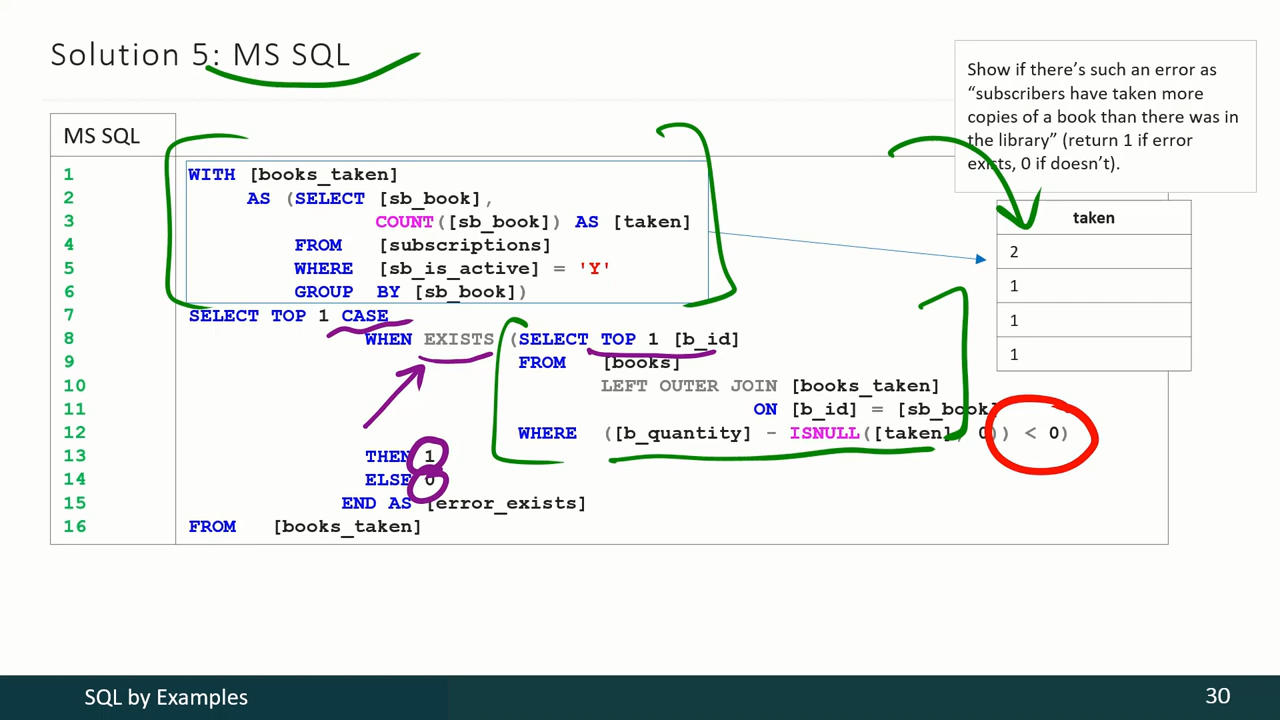 Solution 5: MS SQL
Show if there's such an error as
“subscribers have taken more
copies of a book than there was in
the library” (return 1 if error
exists, 0 if doesn't).
MS SQL
1 WITH [books_taken]
2 AS (SELECT [sb_book],
3 COUNT([sb_book]) AS [taken]
4 FROM [subscriptions]
5 WHERE [sb_is_active] = 'Y'
6 GROUP BY [sb_book])
7 SELECT TOP 1 CASE
8 WHEN EXISTS (SELECT TOP 1 [b_id]
9 FROM [books]
10 LEFT OUTER JOIN [books_taken]
11 ON [b_id] = [sb_book]
12 WHERE ([b_quantity] - ISNULL([taken], 0)) < 0)
13 THEN 1
14 ELSE 0
15 END AS [error_exists]
16 FROM [books_taken]
taken
2
1
1
1
SQL by Examples
30